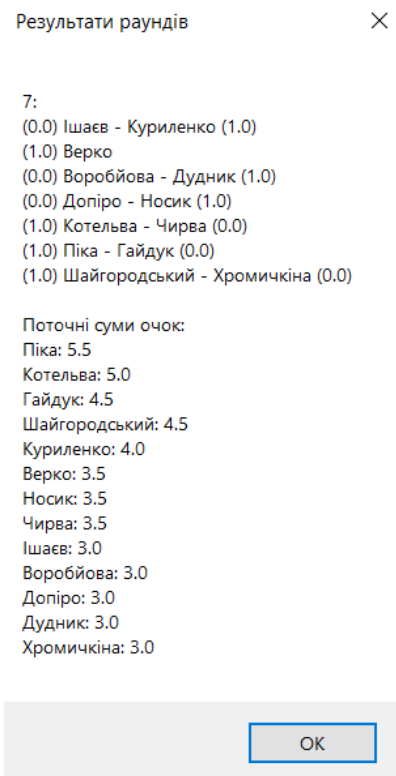 Результати раундів
7:
(0.0) Ішаєв - Куриленко (1.0)
(1.0) Верко
(0.0) Воробйова - Дудник (1.0)
(0.0) Допіро - Носик (1.0)
(1.0) Котельва - Чирва (0.0)
(1.0) Піка - Гайдук (0.0)
(1.0) Шайгородський - Хромичкіна (0.0)
Поточні суми очок:
Піка: 5.5
Котельва: 5.0
Гайдук: 4.5
Шайгородський: 4.5
Куриленко: 4.0
Верко: 3.5
Носик: 3.5
Чирва: 3.5
Ішаєв: 3.0
Воробйова: 3.0
Допіро: 3.0
Дудник: 3.0
Хромичкіна: 3.0
ОК